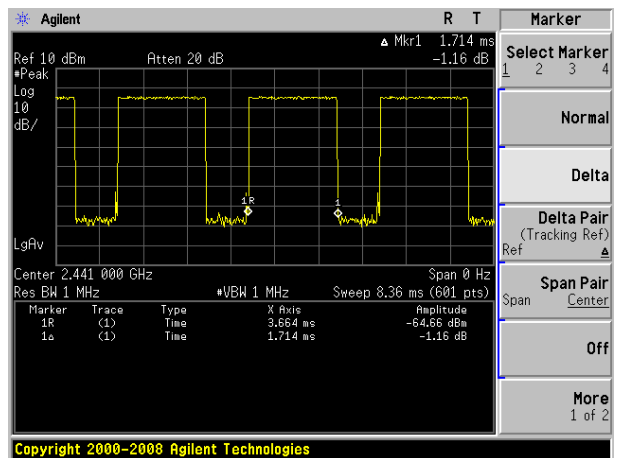 Agilent R T Marker
Δ Mkr1 1.714 ms
Ref 10 dBm Atten 20 dB -1.16 dB
#Peak
Log
10
dB/
1R 1
LgAv
Center 2.441 000 GHz Span 0 Hz
Res BW 1 MHz #VBW 1 MHz Sweep 8.36 ms (601 pts)
Marker Trace Type X Axis Amplitude
1R (1) Time 3.664 ms -64.66 dBm
1Δ (1) Time 1.714 ms -1.16 dB
Select Marker
1 2 3 4
Normal
Delta
Delta Pair
(Tracking Ref)
Ref Δ
Span Pair
Span Center
Off
More
1 of 2
Copyright 2000-2008 Agilent Technologies